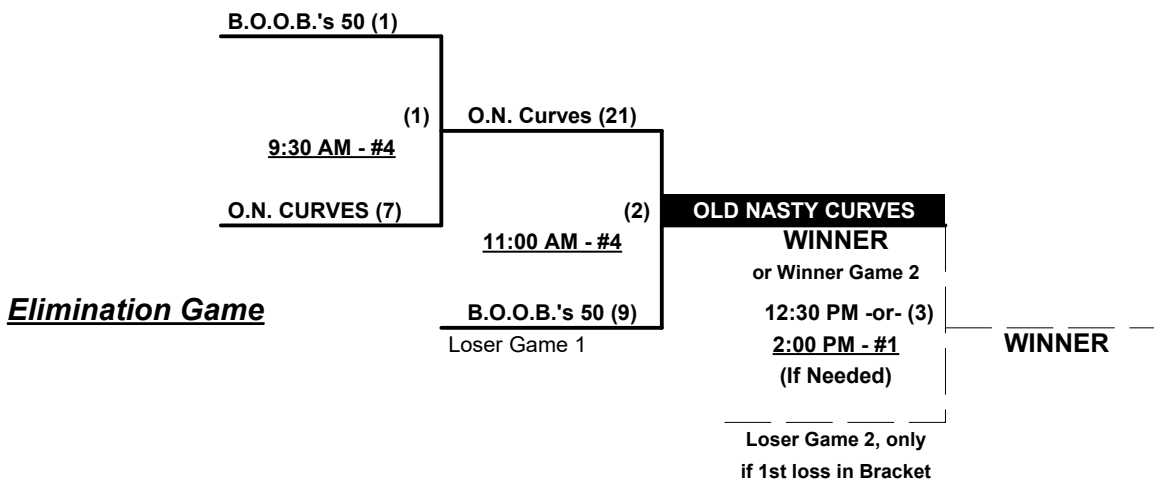 B.O.O.B.'s 50 (1)
(1)
O.N. Curves (21)
9:30 AM - #4
O.N. CURVES (7)
(2)
OLD NASTY CURVES
11:00 AM - #4
WINNER
or Winner Game 2
Elimination Game
B.O.O.B.'s 50 (9)
Loser Game 1
12:30 PM -or- (3)
2:00 PM - #1
(If Needed)
WINNER
Loser Game 2, only
if 1st loss in Bracket